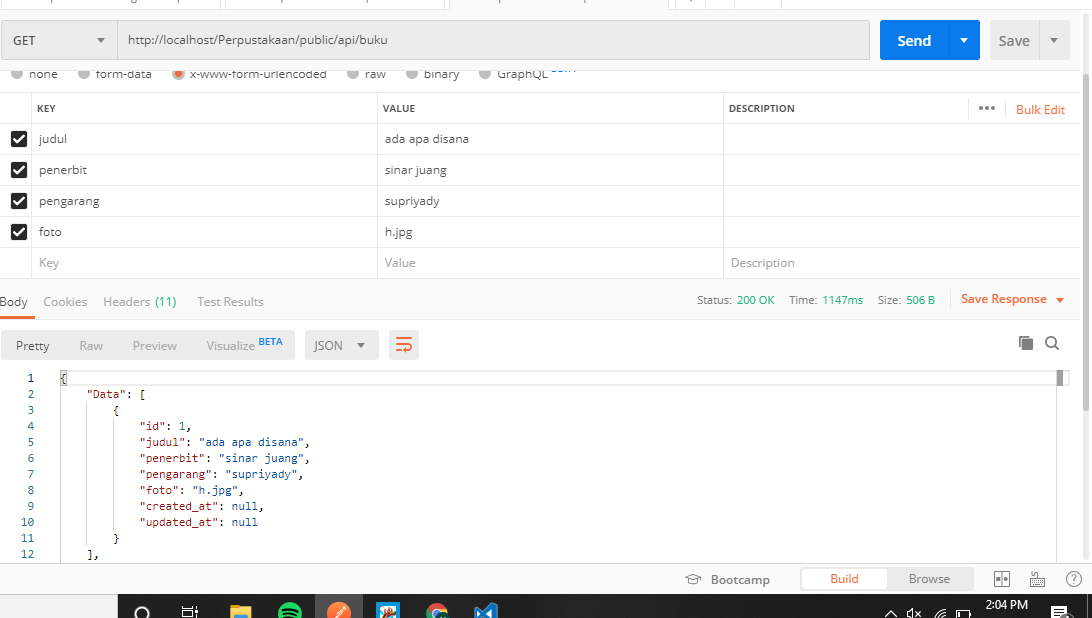 GET http://localhost/Perpustakaan/public/api/buku Send Save
none form-data x-www-form-urlencoded raw binary GraphQL
KEY VALUE DESCRIPTION ••• Bulk Edit
judul ada apa disana
penerbit sinar juang
pengarang supriyady
foto h.jpg
Key Value Description
Body Cookies Headers (11) Test Results Status: 200 OK Time: 1147ms Size: 506 B Save Response
Pretty Raw Preview Visualize BETA JSON
1 {
2 "Data": [
3 {
4 "id": 1,
5 "judul": "ada apa disana",
6 "penerbit": "sinar juang",
7 "pengarang": "supriyady",
8 "foto": "h.jpg",
9 "created_at": null,
10 "updated_at": null
11 }
12 ],
Bootcamp Build Browse
2:04 PM